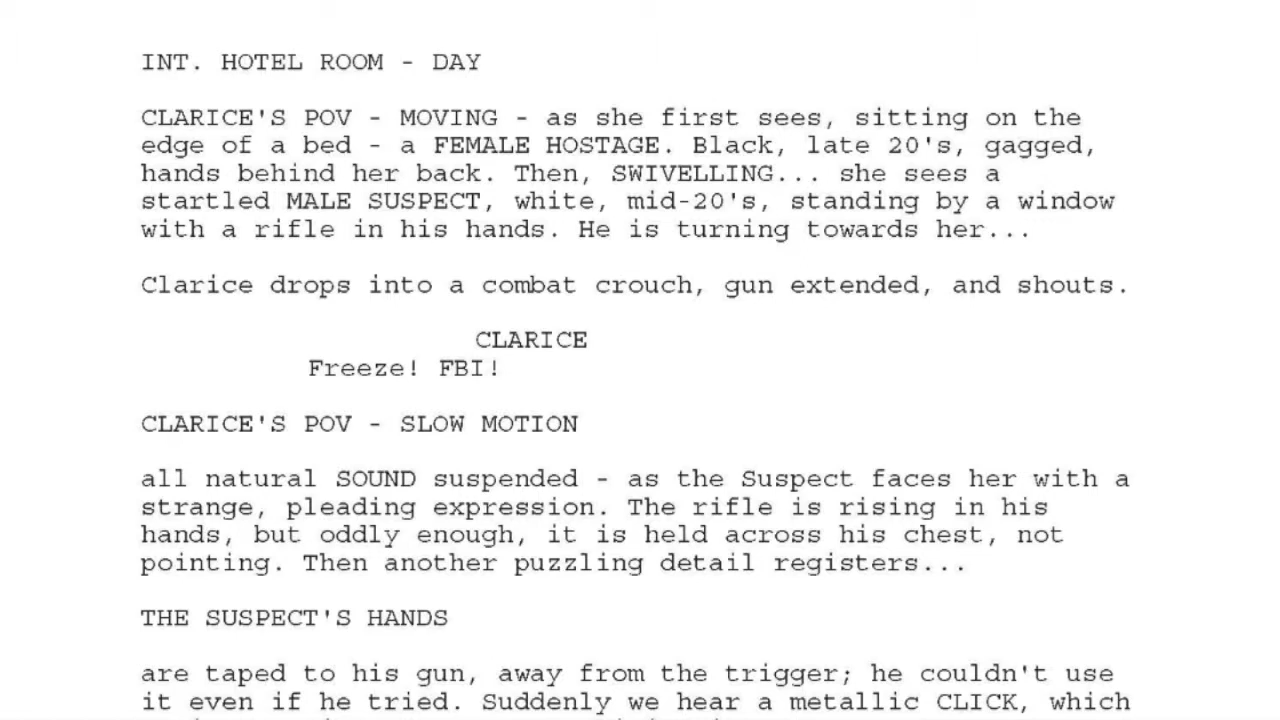 INT. HOTEL ROOM - DAY
CLARICE'S POV - MOVING - as she first sees, sitting on the
edge of a bed - a FEMALE HOSTAGE. Black, late 20's, gagged,
hands behind her back. Then, SWIVELLING... she sees a
startled MALE SUSPECT, white, mid-20's, standing by a window
with a rifle in his hands. He is turning towards her...
Clarice drops into a combat crouch, gun extended, and shouts.
CLARICE
Freeze! FBI!
CLARICE'S POV - SLOW MOTION
all natural SOUND suspended - as the Suspect faces her with a
strange, pleading expression. The rifle is rising in his
hands, but oddly enough, it is held across his chest, not
pointing. Then another puzzling detail registers...
THE SUSPECT'S HANDS
are taped to his gun, away from the trigger; he couldn't use
it even if he tried. Suddenly we hear a metallic CLICK, which